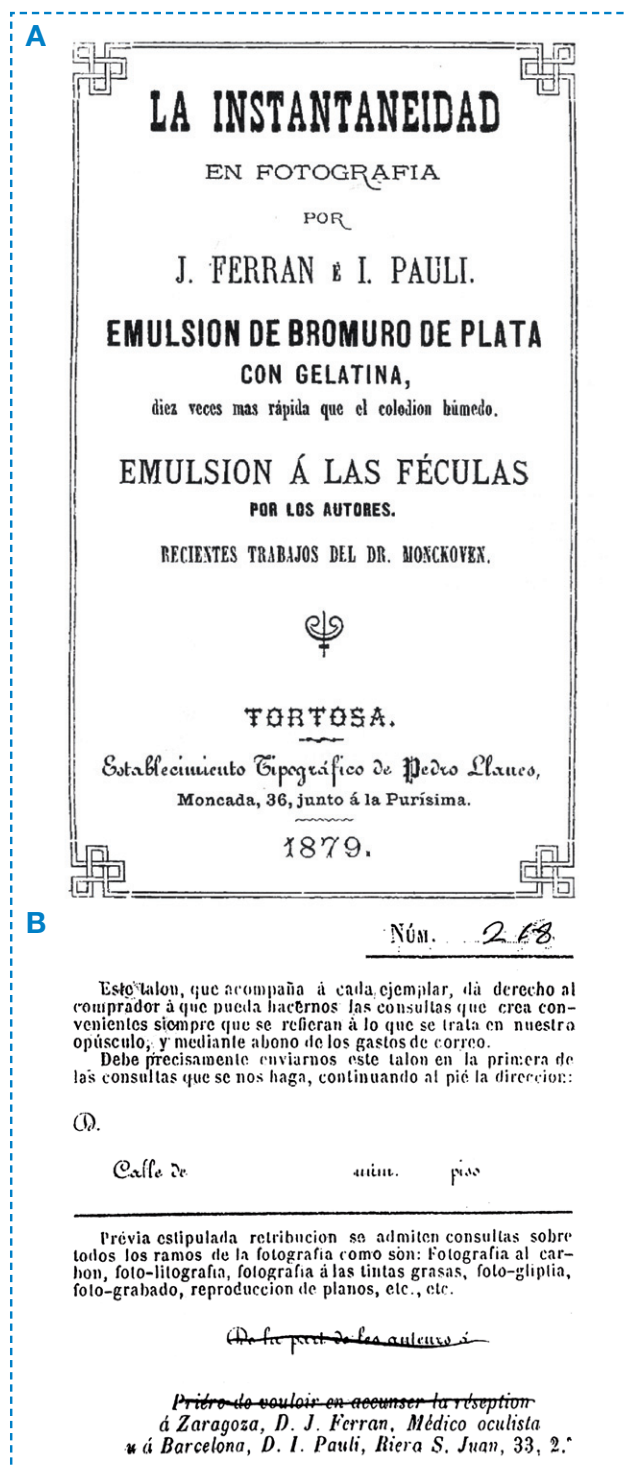 A
LA INSTANTANEIDAD
EN FOTOGRAFIA
POR
J. FERRAN É I. PAULI.
EMULSION DE BROMURO DE PLATA
CON GELATINA,
diez veces mas rápida que el colodion húmedo.
EMULSION Á LAS FÉCULAS
POR LOS AUTORES.
RECIENTES TRABAJOS DEL DR. MONCKOVEN.
TORTOSA.
Establecimiento Tipográfico de Pedro Llanes,
Moncada, 36, junto á la Purísima.
1879.
B
NÚM. 218
Este talon, que acompaña á cada ejemplar, dá derecho al
comprador à que pueda hacernos las consultas que crea con-
venientes siempre que se refieran à lo que se trata en nuestro
opúsculo, y mediante abono de los gastos de correo.
Debe precisamente enviarnos este talon en la primera de
las consultas que se nos haga, continuando al pié la direccion:
D.
Calle de núm. piso
Prévia estipulada retribucion se admiten consultas sobre
todos los ramos de la fotografia como son: Fotografia al car-
bon, foto-litografia, fotografia á las tintas grasas, foto-gliptia,
foto-grabado, reproduccion de planos, etc., etc.
De la part de les auteurs á
Priére de vouloir en accunser la réseption
á Zaragoza, D. J. Ferran, Médico oculista
u á Barcelona, D. I. Pauli, Riera S. Juan, 33, 2.°